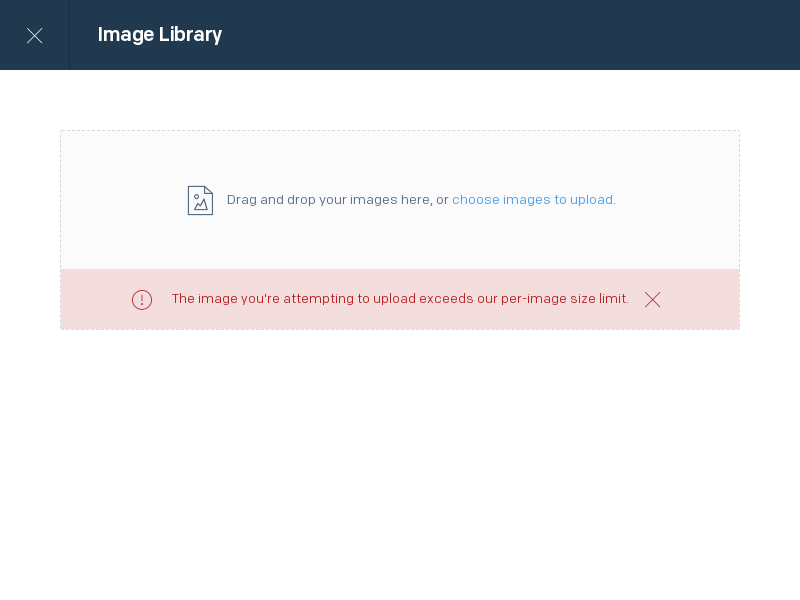 Image Library
Drag and drop your images here, or choose images to upload.
The image you're attempting to upload exceeds our per-image size limit.